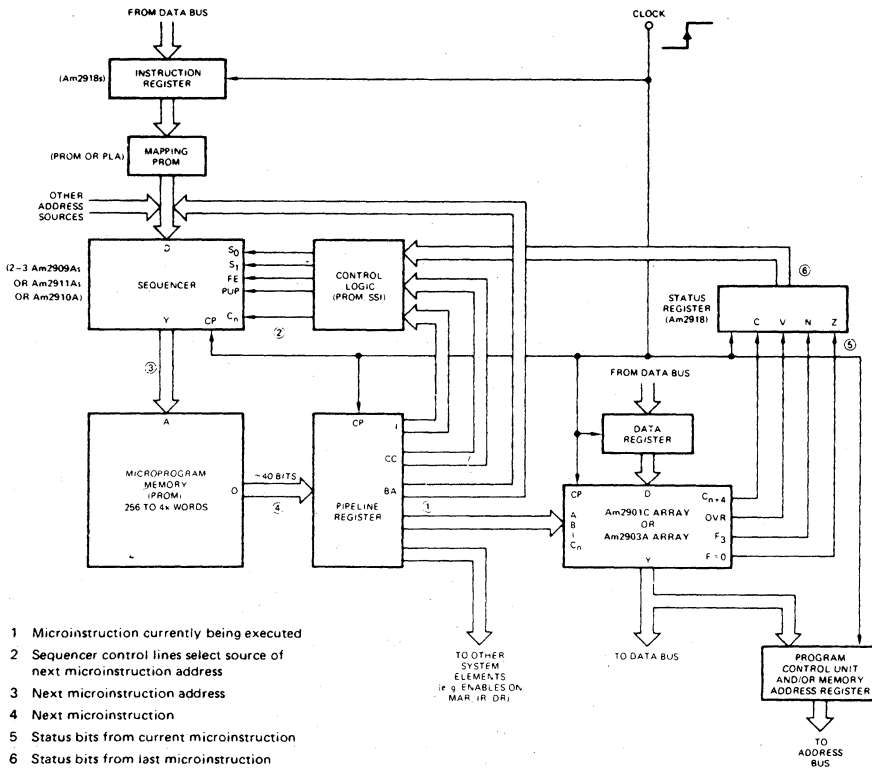 FROM DATA BUS
CLOCK
(Am2918s)
INSTRUCTION
REGISTER
(PROM OR PLA)
MAPPING
PROM
OTHER
ADDRESS
SOURCES
D
S0
S1
FE
PUP
Cn
(2-3 Am2909As
OR Am2911As
OR Am2910A)
SEQUENCER
Y
CP
CONTROL
LOGIC
(PROM, SSI)
②
⑥
STATUS
REGISTER
(Am2918)
C V N Z
⑤
③
FROM DATA BUS
DATA
REGISTER
A
MICROPROGRAM
MEMORY
(PROM)
256 TO 4k WORDS
O
~40 BITS
④
CP
I
CC
BA
PIPELINE
REGISTER
①
CP
D
A
B
I
Cn
Am2901C ARRAY
OR
Am2903A ARRAY
Y
Cn+4
OVR
F3
F=0
TO OTHER
SYSTEM
ELEMENTS
(e.g. ENABLES ON
MAR, IR, DR)
TO DATA BUS
PROGRAM
CONTROL UNIT
AND/OR MEMORY
ADDRESS REGISTER
TO
ADDRESS
BUS
1 Microinstruction currently being executed
2 Sequencer control lines select source of
next microinstruction address
3 Next microinstruction address
4 Next microinstruction
5 Status bits from current microinstruction
6 Status bits from last microinstruction